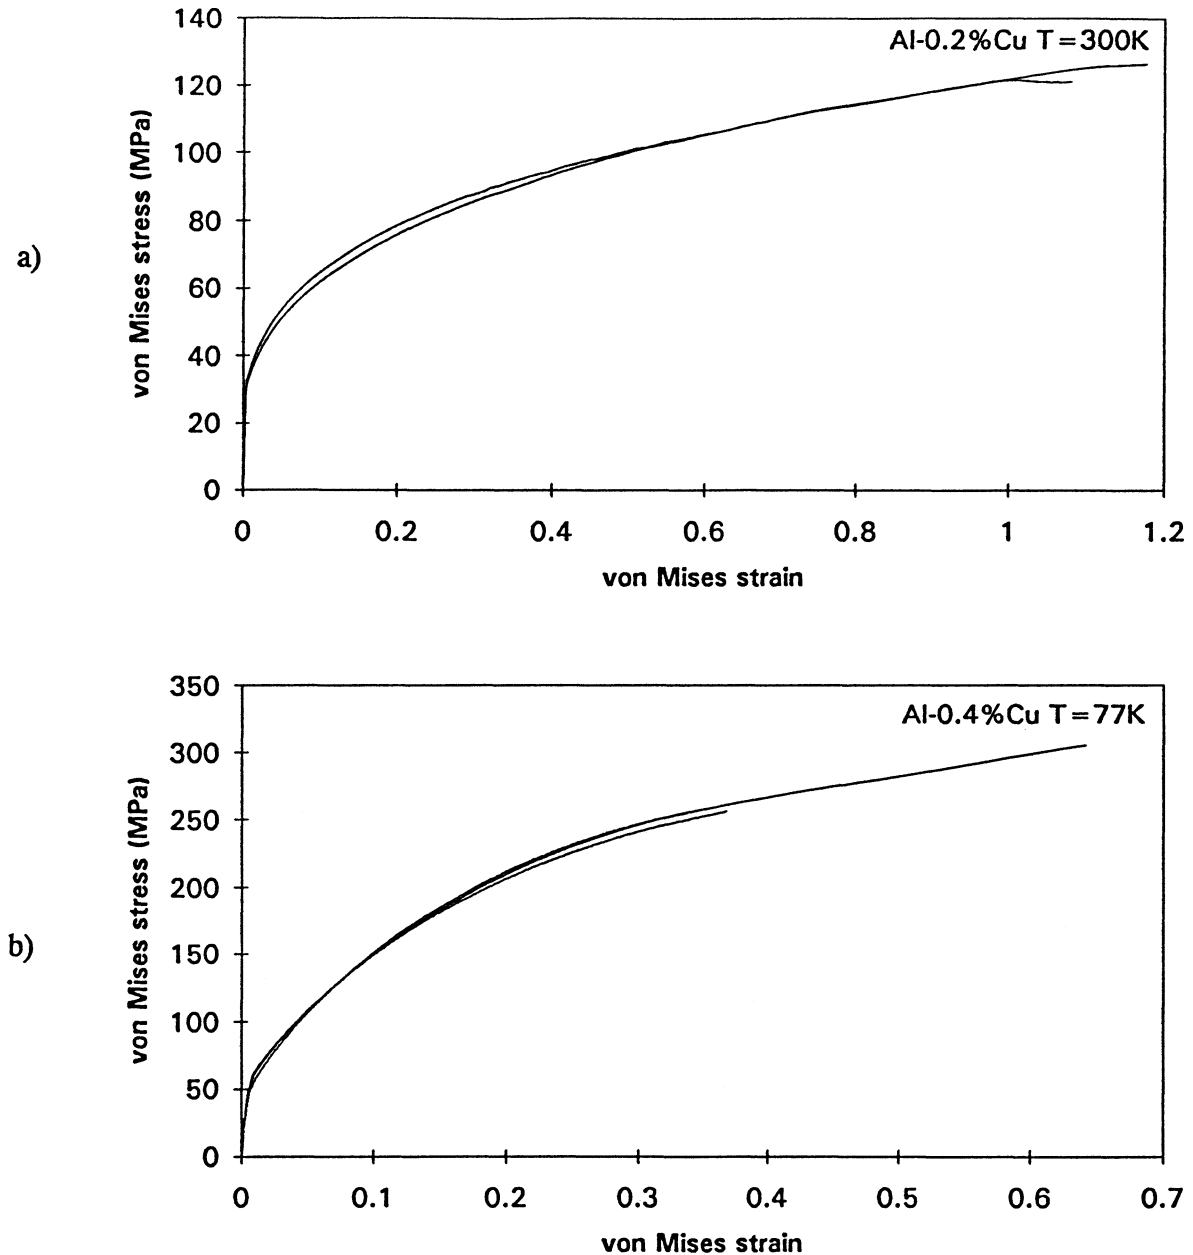 a)
von Mises stress (MPa)
140
120
100
80
60
40
20
0
Al-0.2%Cu T=300K
0 0.2 0.4 0.6 0.8 1 1.2
von Mises strain
b)
von Mises stress (MPa)
350
300
250
200
150
100
50
0
Al-0.4%Cu T=77K
0 0.1 0.2 0.3 0.4 0.5 0.6 0.7
von Mises strain